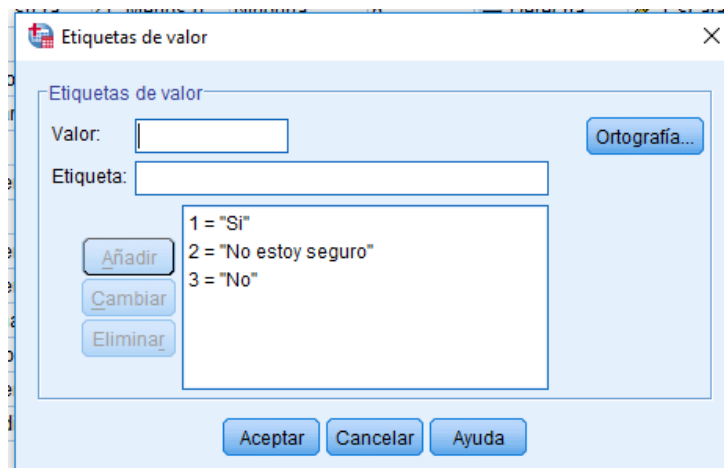 Etiquetas de valor
Etiquetas de valor
Valor:
Ortografía...
Etiqueta:
1 = "Si"
2 = "No estoy seguro"
3 = "No"
Añadir
Cambiar
Eliminar
Aceptar Cancelar Ayuda